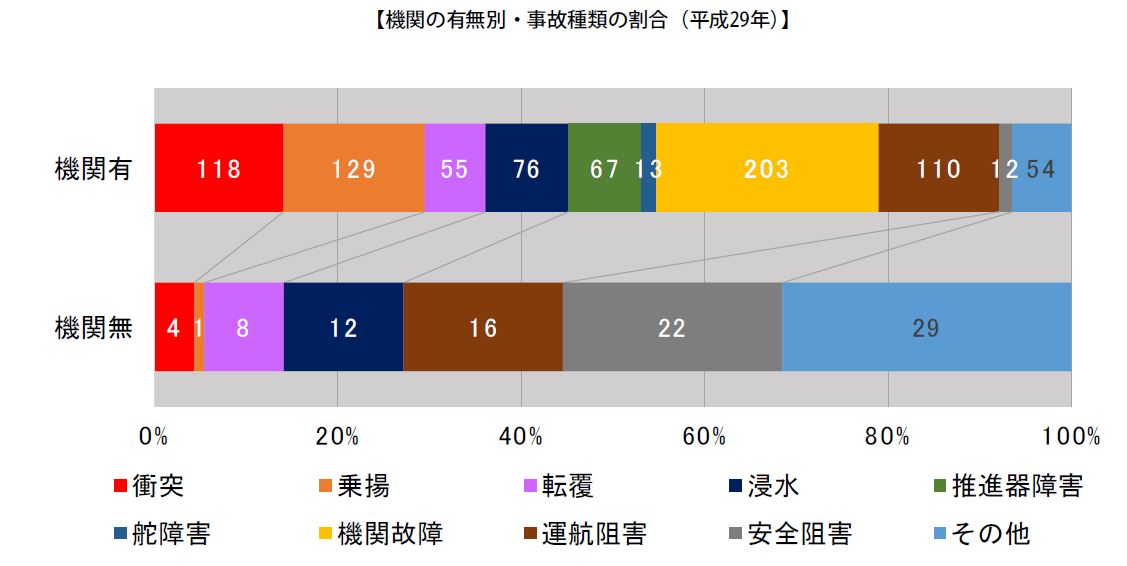 【機関の有無別・事故種類の割合（平成29年）】
機関有 118 129 55 76 67 13 203 110 12 54
機関無 4 1 8 12 16 22 29
0% 20% 40% 60% 80% 100%
衝突 乗揚 転覆 浸水 推進器障害
舵障害 機関故障 運航阻害 安全阻害 その他